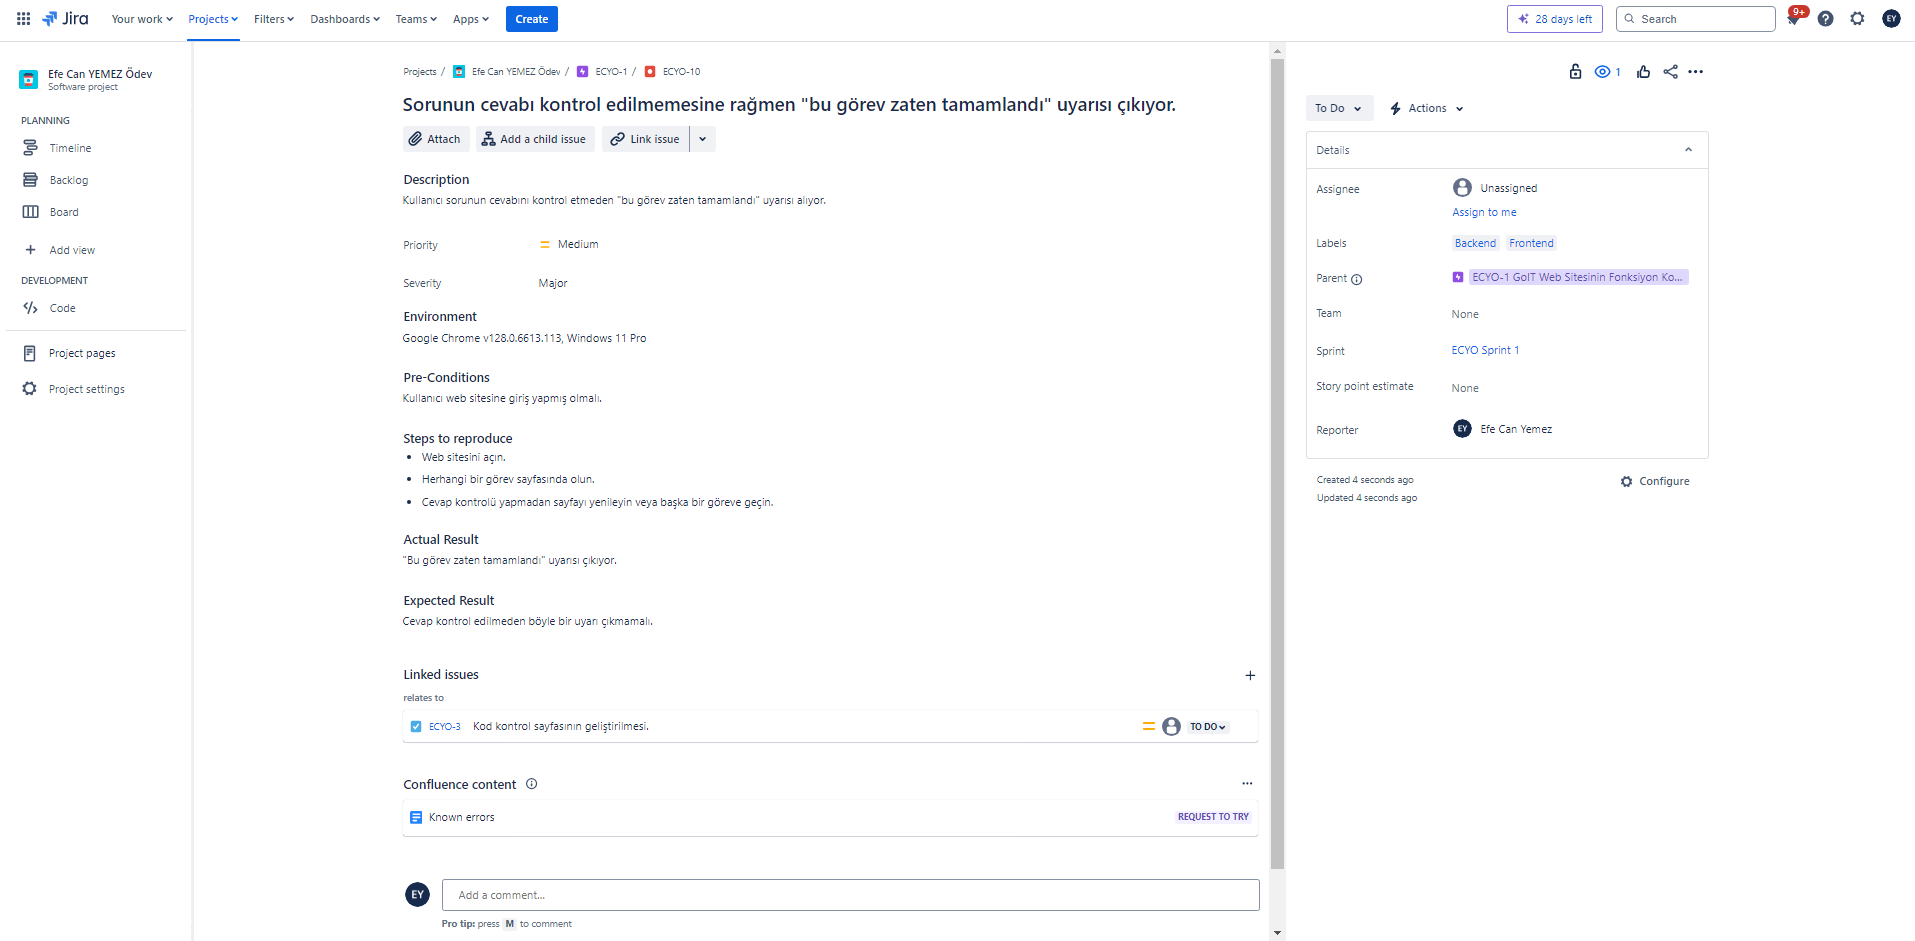 Jira
Your work
Projects
Filters
Dashboards
Teams
Apps
Create
28 days left
Search
9+
EY
Efe Can YEMEZ Ödev
Software project
PLANNING
Timeline
Backlog
Board
Add view
DEVELOPMENT
Code
Project pages
Project settings
Projects / Efe Can YEMEZ Ödev / ECYO-1 / ECYO-10
Sorunun cevabı kontrol edilmemesine rağmen "bu görev zaten tamamlandı" uyarısı çıkıyor.
Attach
Add a child issue
Link issue
Description
Kullanıcı sorunun cevabını kontrol etmeden "bu görev zaten tamamlandı" uyarısı alıyor.
Priority
Medium
Severity
Major
Environment
Google Chrome v128.0.6613.113, Windows 11 Pro
Pre-Conditions
Kullanıcı web sitesine giriş yapmış olmalı.
Steps to reproduce
• Web sitesini açın.
• Herhangi bir görev sayfasında olun.
• Cevap kontrolü yapmadan sayfayı yenileyin veya başka bir göreve geçin.
Actual Result
"Bu görev zaten tamamlandı" uyarısı çıkıyor.
Expected Result
Cevap kontrol edilmeden böyle bir uyarı çıkmamalı.
Linked issues
relates to
ECYO-3 Kod kontrol sayfasının geliştirilmesi.
TO DO
Confluence content
Known errors
REQUEST TO TRY
EY
Add a comment...
Pro tip: press M to comment
1
To Do
Actions
Details
Assignee
Unassigned
Assign to me
Labels
Backend Frontend
Parent
ECYO-1 GoIT Web Sitesinin Fonksiyon Ko...
Team
None
Sprint
ECYO Sprint 1
Story point estimate
None
Reporter
EY
Efe Can Yemez
Created 4 seconds ago
Updated 4 seconds ago
Configure